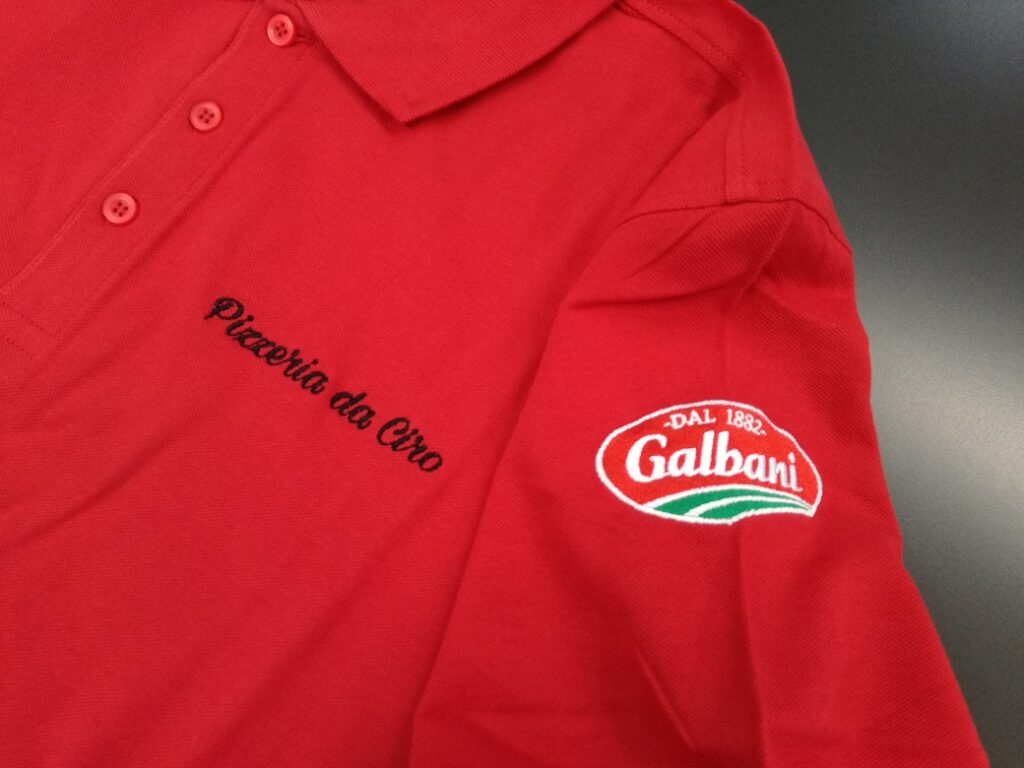 Pizzeria da Ciro
-DAL 1882-
Galbani